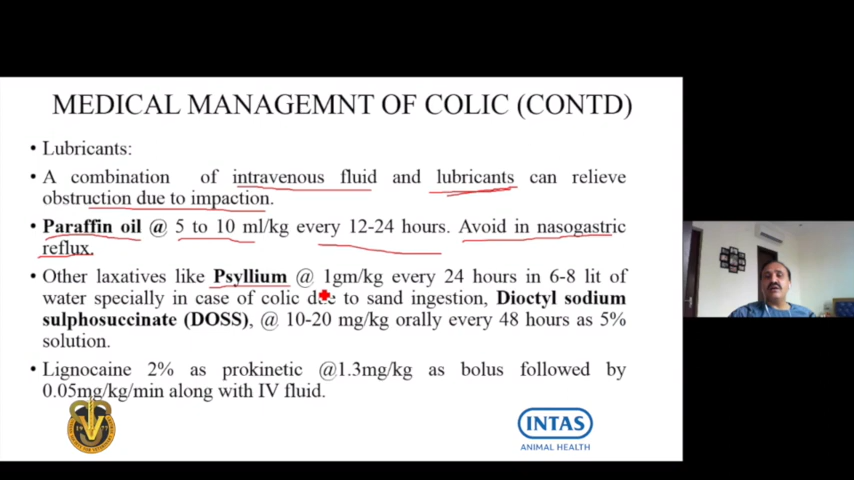 MEDICAL MANAGEMNT OF COLIC (CONTD)
• Lubricants:
• A combination of intravenous fluid and lubricants can relieve
obstruction due to impaction.
• Paraffin oil @ 5 to 10 ml/kg every 12-24 hours. Avoid in nasogastric
reflux.
• Other laxatives like Psyllium @ 1gm/kg every 24 hours in 6-8 lit of
water specially in case of colic due to sand ingestion, Dioctyl sodium
sulphosuccinate (DOSS), @ 10-20 mg/kg orally every 48 hours as 5%
solution.
• Lignocaine 2% as prokinetic @1.3mg/kg as bolus followed by
0.05mg/kg/min along with IV fluid.
INTAS
ANIMAL HEALTH